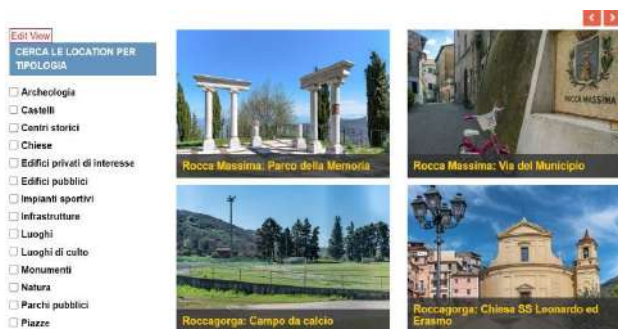 Edit View
CERCA LE LOCATION PER
TIPOLOGIA
Archeologia
Castelli
Centri storici
Chiese
Edifici privati di interesse
Edifici pubblici
Impianti sportivi
Infrastrutture
Luoghi
Luoghi di culto
Monumenti
Natura
Parchi pubblici
Piazze
Rocca Massima: Parco della Memoria
ROCCA MASSIMA
Rocca Massima: Via del Municipio
Roccagorga: Campo da calcio
Roccagorga: Chiesa SS Leonardo ed
Erasmo